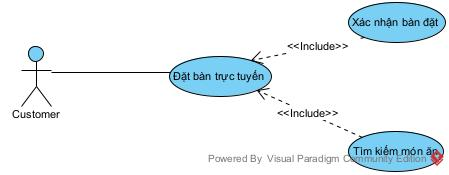 Xác nhận bàn đặt
<<Include>>
Đặt bàn trực tuyến
Customer
<<Include>>
Tìm kiếm món ăn
Powered By Visual Paradigm Community Edition